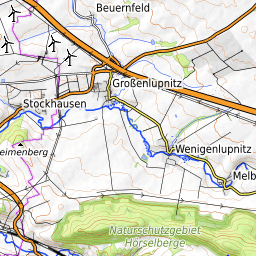 Beuernfeld
Großenlupnitz
Stockhausen
Wenigenlupnitz
eimenberg
Melb
Naturschutzgebiet
Hörselberge